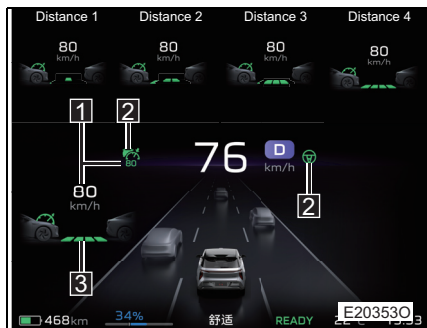 Distance 1 Distance 2 Distance 3 Distance 4
80 80 80 80
km/h km/h km/h km/h
1 2
80
76 D
km/h
2
80
km/h
3
468km 34% 舒适 READY
E20353O